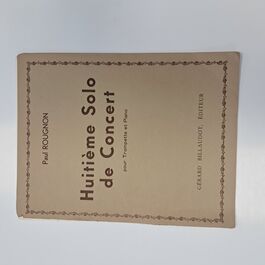 Paul ROUGNON
Huitième Solo
de Concert
pour Trompette et Piano
GÉRARD BILLAUDOT, ÉDITEUR